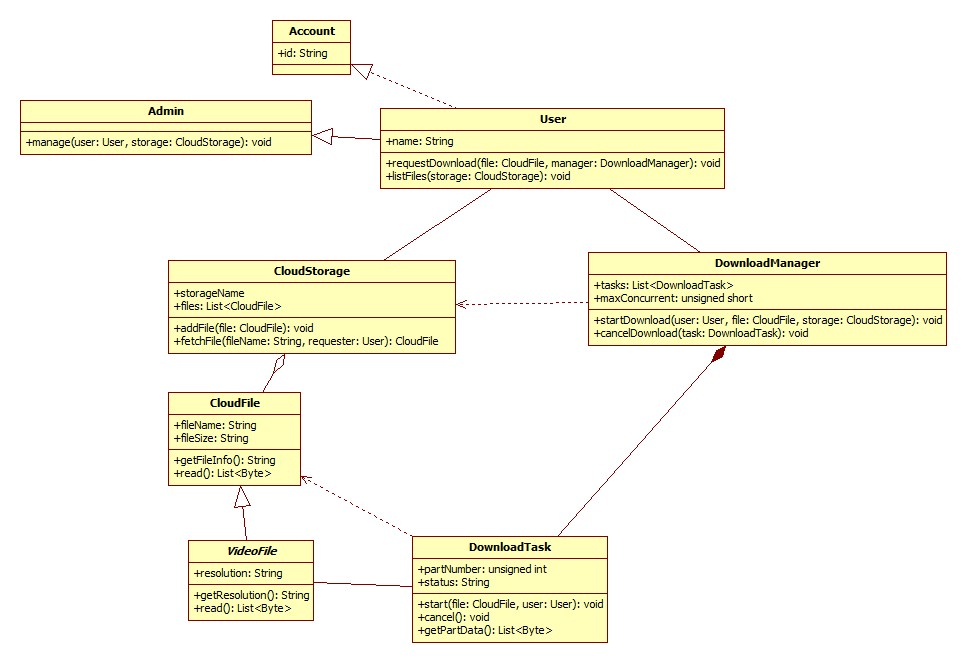 Account
+id: String
Admin
+manage(user: User, storage: CloudStorage): void
User
+name: String
+requestDownload(file: CloudFile, manager: DownloadManager): void
+listFiles(storage: CloudStorage): void
CloudStorage
+storageName
+files: List<CloudFile>
+addFile(file: CloudFile): void
+fetchFile(fileName: String, requester: User): CloudFile
DownloadManager
+tasks: List<DownloadTask>
+maxConcurrent: unsigned short
+startDownload(user: User, file: CloudFile, storage: CloudStorage): void
+cancelDownload(task: DownloadTask): void
CloudFile
+fileName: String
+fileSize: String
+getFileInfo(): String
+read(): List<Byte>
VideoFile
+resolution: String
+getResolution(): String
+read(): List<Byte>
DownloadTask
+partNumber: unsigned int
+status: String
+start(file: CloudFile, user: User): void
+cancel(): void
+getPartData(): List<Byte>